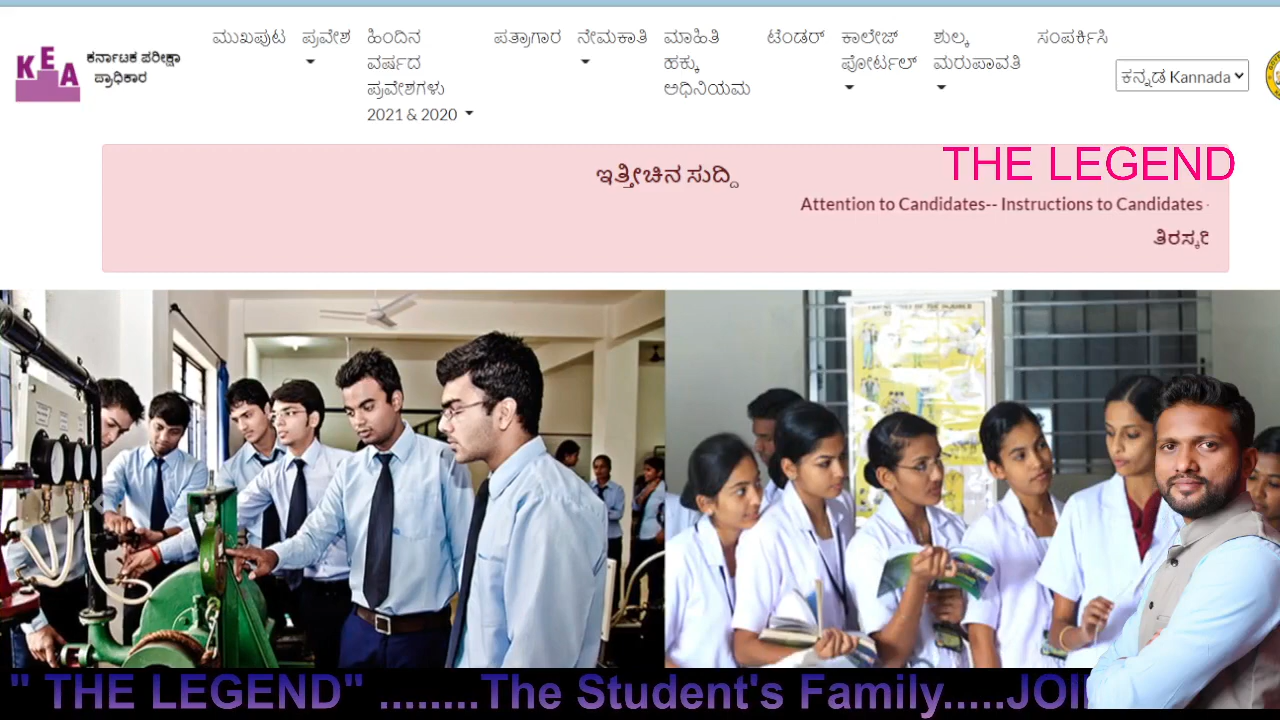 KEA
ಕರ್ನಾಟಕ ಪರೀಕ್ಷಾ
ಪ್ರಾಧಿಕಾರ
ಮುಖಪುಟ
ಪ್ರವೇಶ
ಹಿಂದಿನ
ವರ್ಷದ
ಪ್ರವೇಶಗಳು
2021 & 2020
ಪತ್ರಾಗಾರ
ನೇಮಕಾತಿ
ಮಾಹಿತಿ
ಹಕ್ಕು
ಅಧಿನಿಯಮ
ಟೆಂಡರ್
ಕಾಲೇಜ್
ಪೋರ್ಟಲ್
ಶುಲ್ಕ
ಮರುಪಾವತಿ
ಸಂಪರ್ಕಿಸಿ
ಕನ್ನಡ Kannada
THE LEGEND
ಇತ್ತೀಚಿನ ಸುದ್ದಿ
Attention to Candidates-- Instructions to Candidates -
" THE LEGEND" ........The Student's Family.....JOI